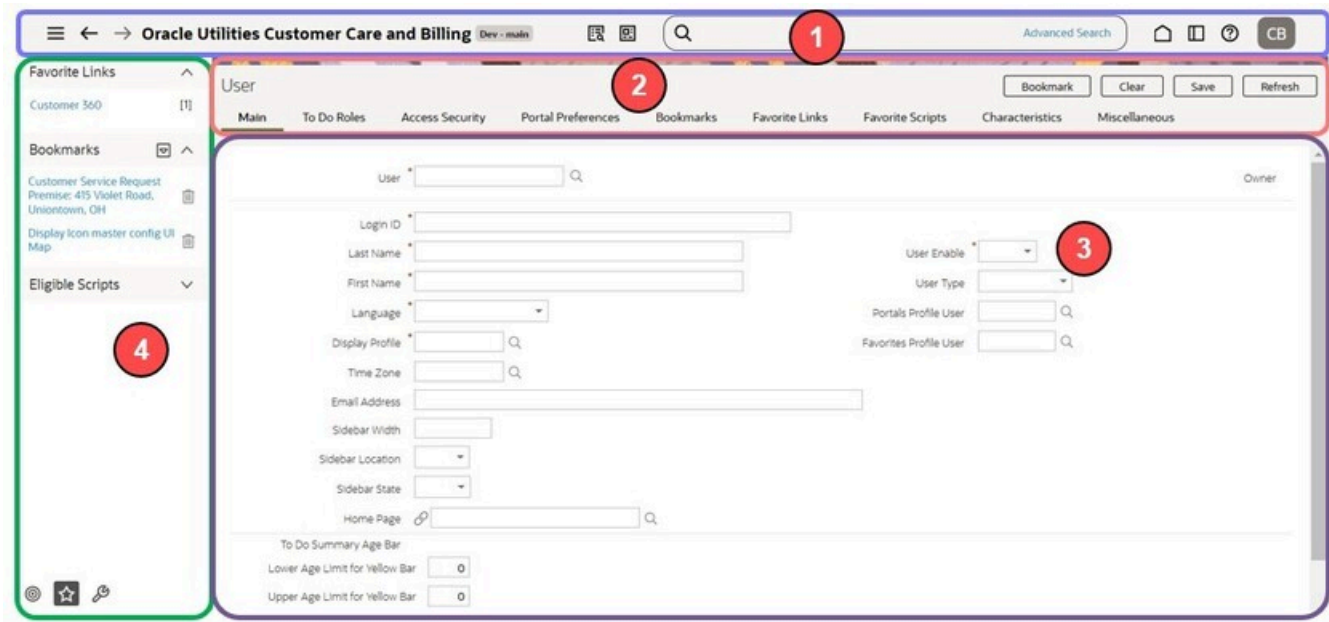 Oracle Utilities Customer Care and Billing Dev - main
1
Advanced Search
CB
Favorite Links
Customer 360 [1]
Bookmarks
Customer Service Request
Premise: 415 Violet Road,
Uniontown, OH
Display Icon master config UI
Map
Eligible Scripts
4
User
2
Bookmark Clear Save Refresh
Main To Do Roles Access Security Portal Preferences Bookmarks Favorite Links Favorite Scripts Characteristics Miscellaneous
User * Owner
Login ID *
Last Name * User Enable *
3
First Name * User Type
Language * Portals Profile User
Display Profile * Favorites Profile User
Time Zone
Email Address
Sidebar Width
Sidebar Location
Sidebar State
Home Page
To Do Summary Age Bar
Lower Age Limit for Yellow Bar 0
Upper Age Limit for Yellow Bar 0